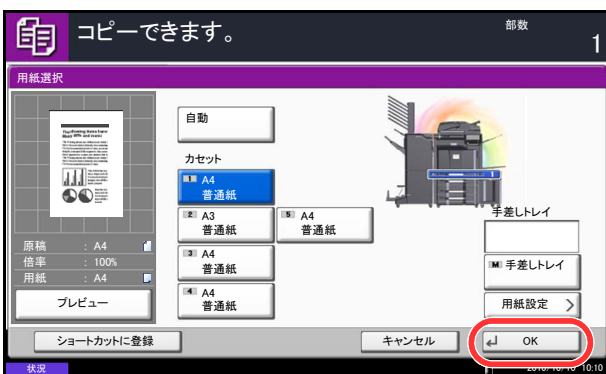 コピーできます。
部数
1
用紙選択
自動
カセット
1 A4
普通紙
2 A3
普通紙
5 A4
普通紙
3 A4
普通紙
4 A4
普通紙
1
手差しトレイ
M 手差しトレイ
用紙設定
原稿 : A4
倍率 : 100%
用紙 : A4
プレビュー
ショートカットに登録
キャンセル
OK
状況
10:10